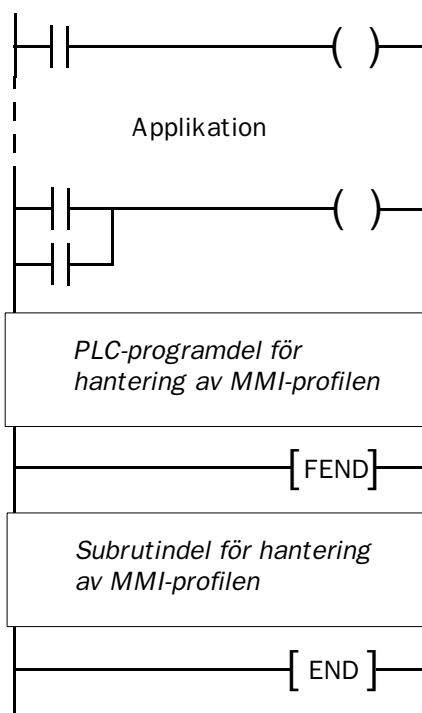 Applikation
PLC-programdel för
hantering av MMI-profilen
FEND
Subrutindel för hantering
av MMI-profilen
END